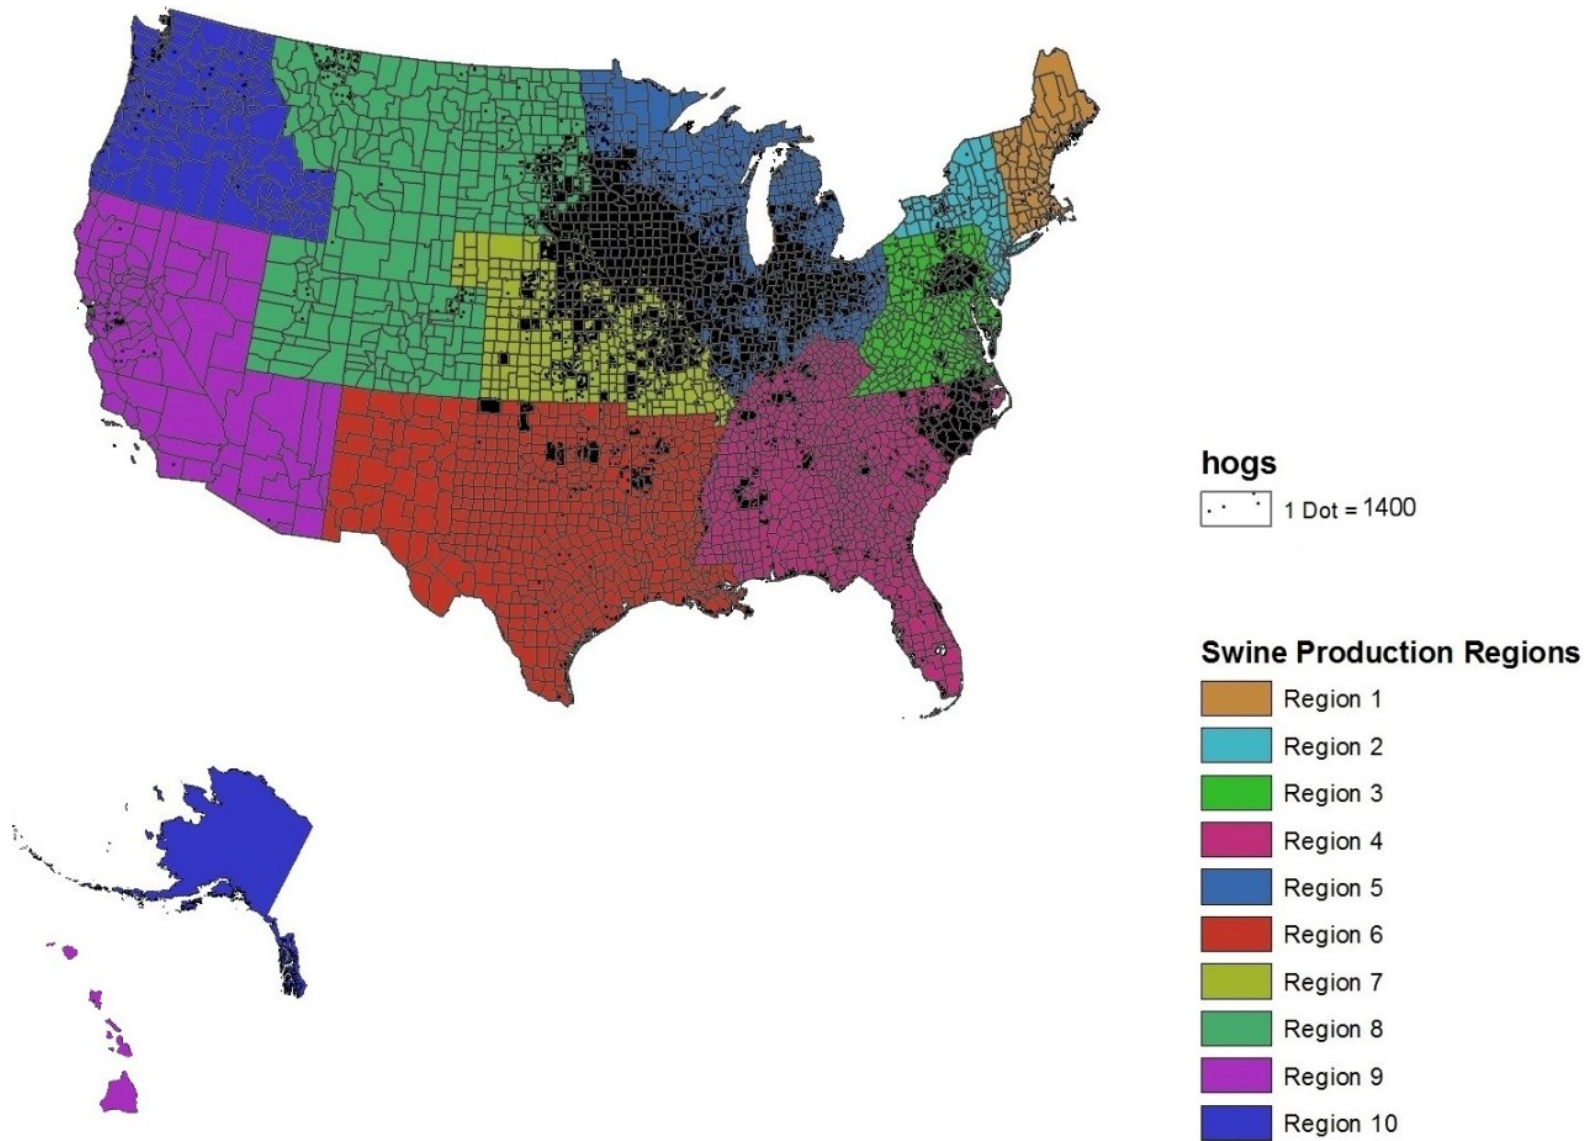 hogs
1 Dot = 1400
Swine Production Regions
Region 1
Region 2
Region 3
Region 4
Region 5
Region 6
Region 7
Region 8
Region 9
Region 10